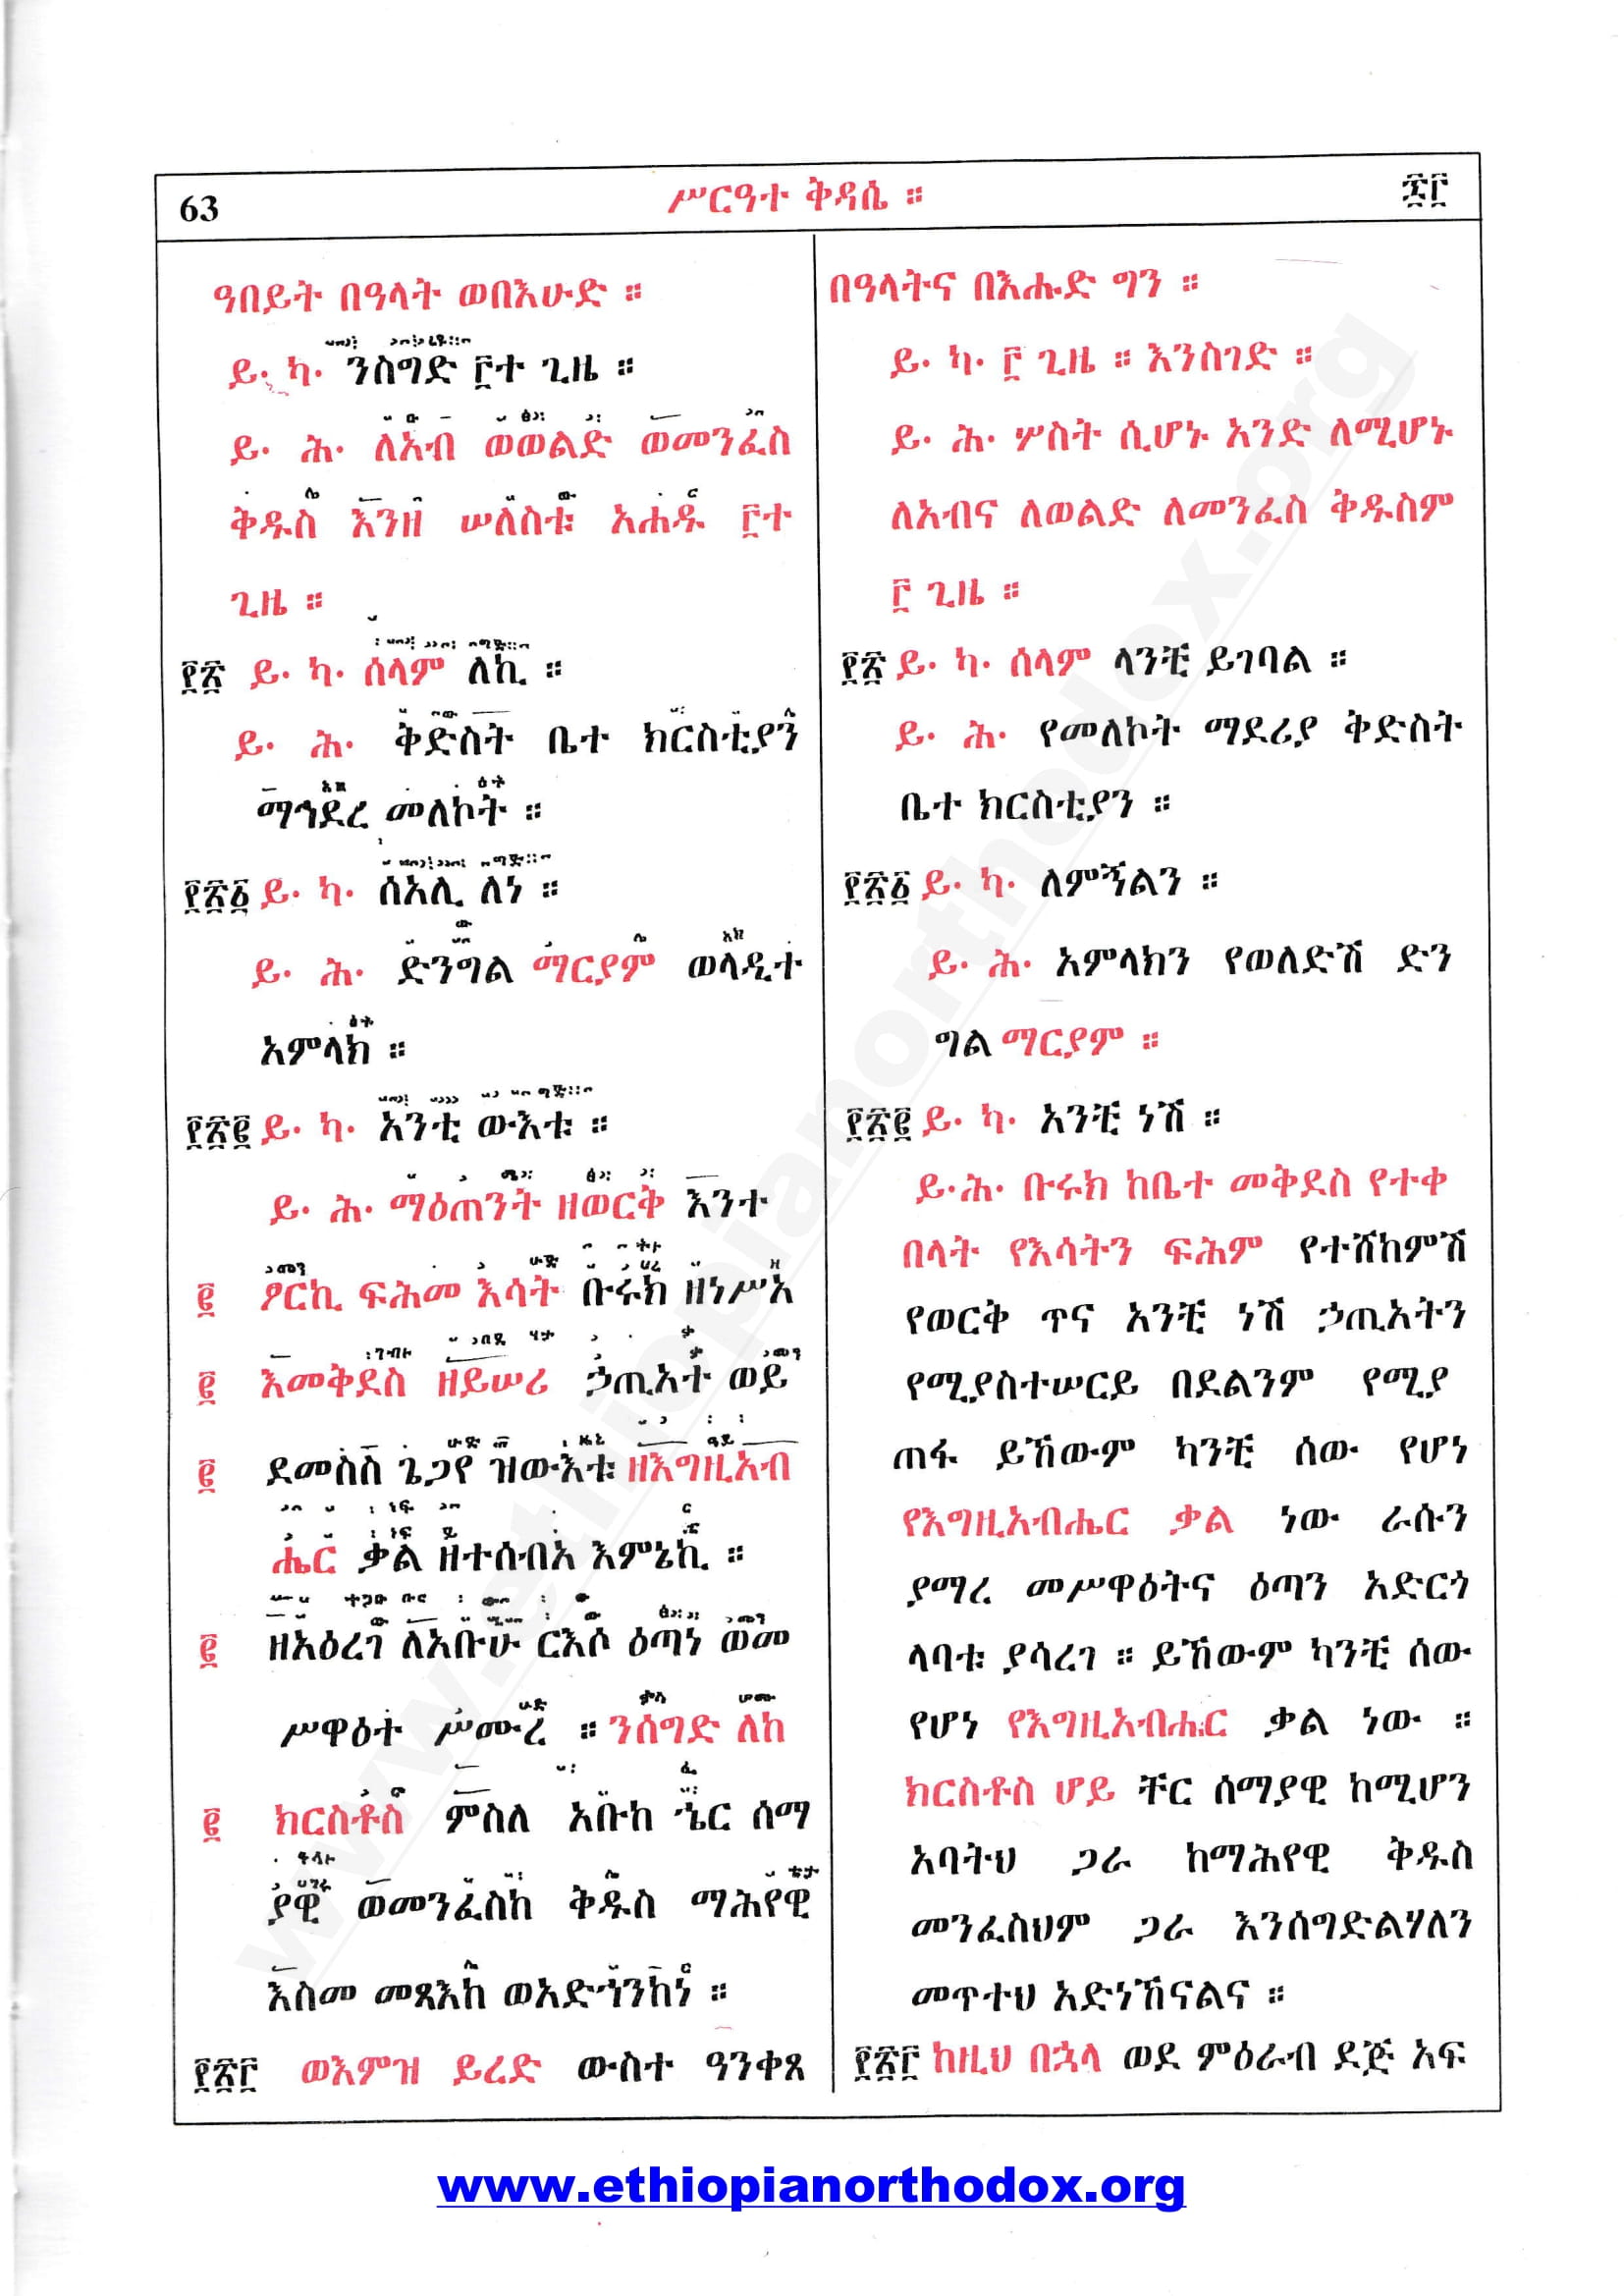 63
ሥርዓተ ቅዳሴ ።
፷፫
ዓበይት በዓላት ወበእሁድ ።
ይ· ካ· ንስግድ ፫ተ ጊዜ ።
ይ· ሕ· ለአብ ወወልድ ወመንፈስ
ቅዱስ እንዘ ሠለስቱ አሐዱ ፫ተ
ጊዜ ።
፻፳ ይ· ካ· ሰላም ለኪ ።
ይ· ሕ· ቅድስት ቤተ ክርስቲያን
ማኅደረ መለኮት ።
፻፳፩ ይ· ካ· ሰአሊ ለነ ።
ይ· ሕ· ድንግል ማርያም ወላዲተ
አምላክ ።
፻፳፪ ይ· ካ· አንቲ ውእቱ ።
ይ· ሕ· ማዕጠንት ዘወርቅ እንተ
፪ ፆርኪ ፍሕመ እሳት ቡሩክ ዘነሥአ
፪ እመቅደስ ዘይሠሪ ኃጢአተ ወይ
፪ ደመስስ ጌጋየ ዝውእቱ ዘእግዚአብ
ሔር ቃል ዘተሰብአ እምኔኪ ።
፪ ዘአዕረገ ለአቡሁ ርእሶ ዕጣነ ወመ
ሥዋዕተ ሥሙረ ። ንሰግድ ለከ
፪ ክርስቶስ ምስለ አቡከ ኄር ሰማ
ያዊ ወመንፈስከ ቅዱስ ማሕየዊ
እስመ መጻእከ ወአድኀንከነ ።
፻፳፫ ወእምዝ ይረድ ውስተ ዓንቀጸ
በዓላትና በእሑድ ግን ።
ይ· ካ· ፫ ጊዜ ። እንስገድ ።
ይ· ሕ· ሦስት ሲሆኑ አንድ ለሚሆኑ
ለአብና ለወልድ ለመንፈስ ቅዱስም
፫ ጊዜ ።
፻፳ ይ· ካ· ሰላም ላንቺ ይገባል ።
ይ· ሕ· የመለኮት ማደሪያ ቅድስት
ቤተ ክርስቲያን ።
፻፳፩ ይ· ካ· ለምኝልን ።
ይ· ሕ· አምላክን የወለድሽ ድን
ግል ማርያም ።
፻፳፪ ይ· ካ· አንቺ ነሽ ።
ይ·ሕ· ቡሩክ ከቤተ መቅደስ የተቀ
በላት የእሳትን ፍሕም የተሸከምሽ
የወርቅ ጥና አንቺ ነሽ ኃጢአትን
የሚያስተሠርይ በደልንም የሚያ
ጠፋ ይኸውም ካንቺ ሰው የሆነ
የእግዚአብሔር ቃል ነው ራሱን
ያማረ መሥዋዕትና ዕጣን አድርጎ
ላባቱ ያሳረገ ። ይኸውም ካንቺ ሰው
የሆነ የእግዚአብሔር ቃል ነው ።
ክርስቶስ ሆይ ቸር ሰማያዊ ከሚሆን
አባትህ ጋራ ከማሕየዊ ቅዱስ
መንፈስህም ጋራ እንሰግድልሃለን
መጥተህ አድነኸናልና ።
፻፳፫ ከዚህ በኋላ ወደ ምዕራብ ደጅ አፍ
www.ethiopianorthodox.org
www.ethiopianorthodox.org